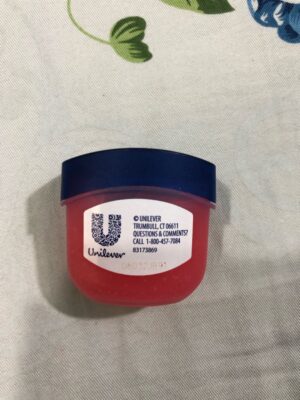 © UNILEVER
TRUMBULL, CT 06611
QUESTIONS & COMMENTS?
CALL 1-800-457-7084
83173869
Unilever